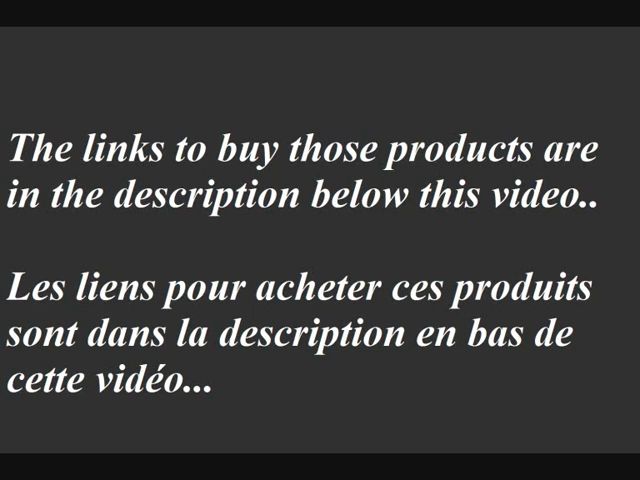 The links to buy those products are
in the description below this video..
Les liens pour acheter ces produits
sont dans la description en bas de
cette vidéo...